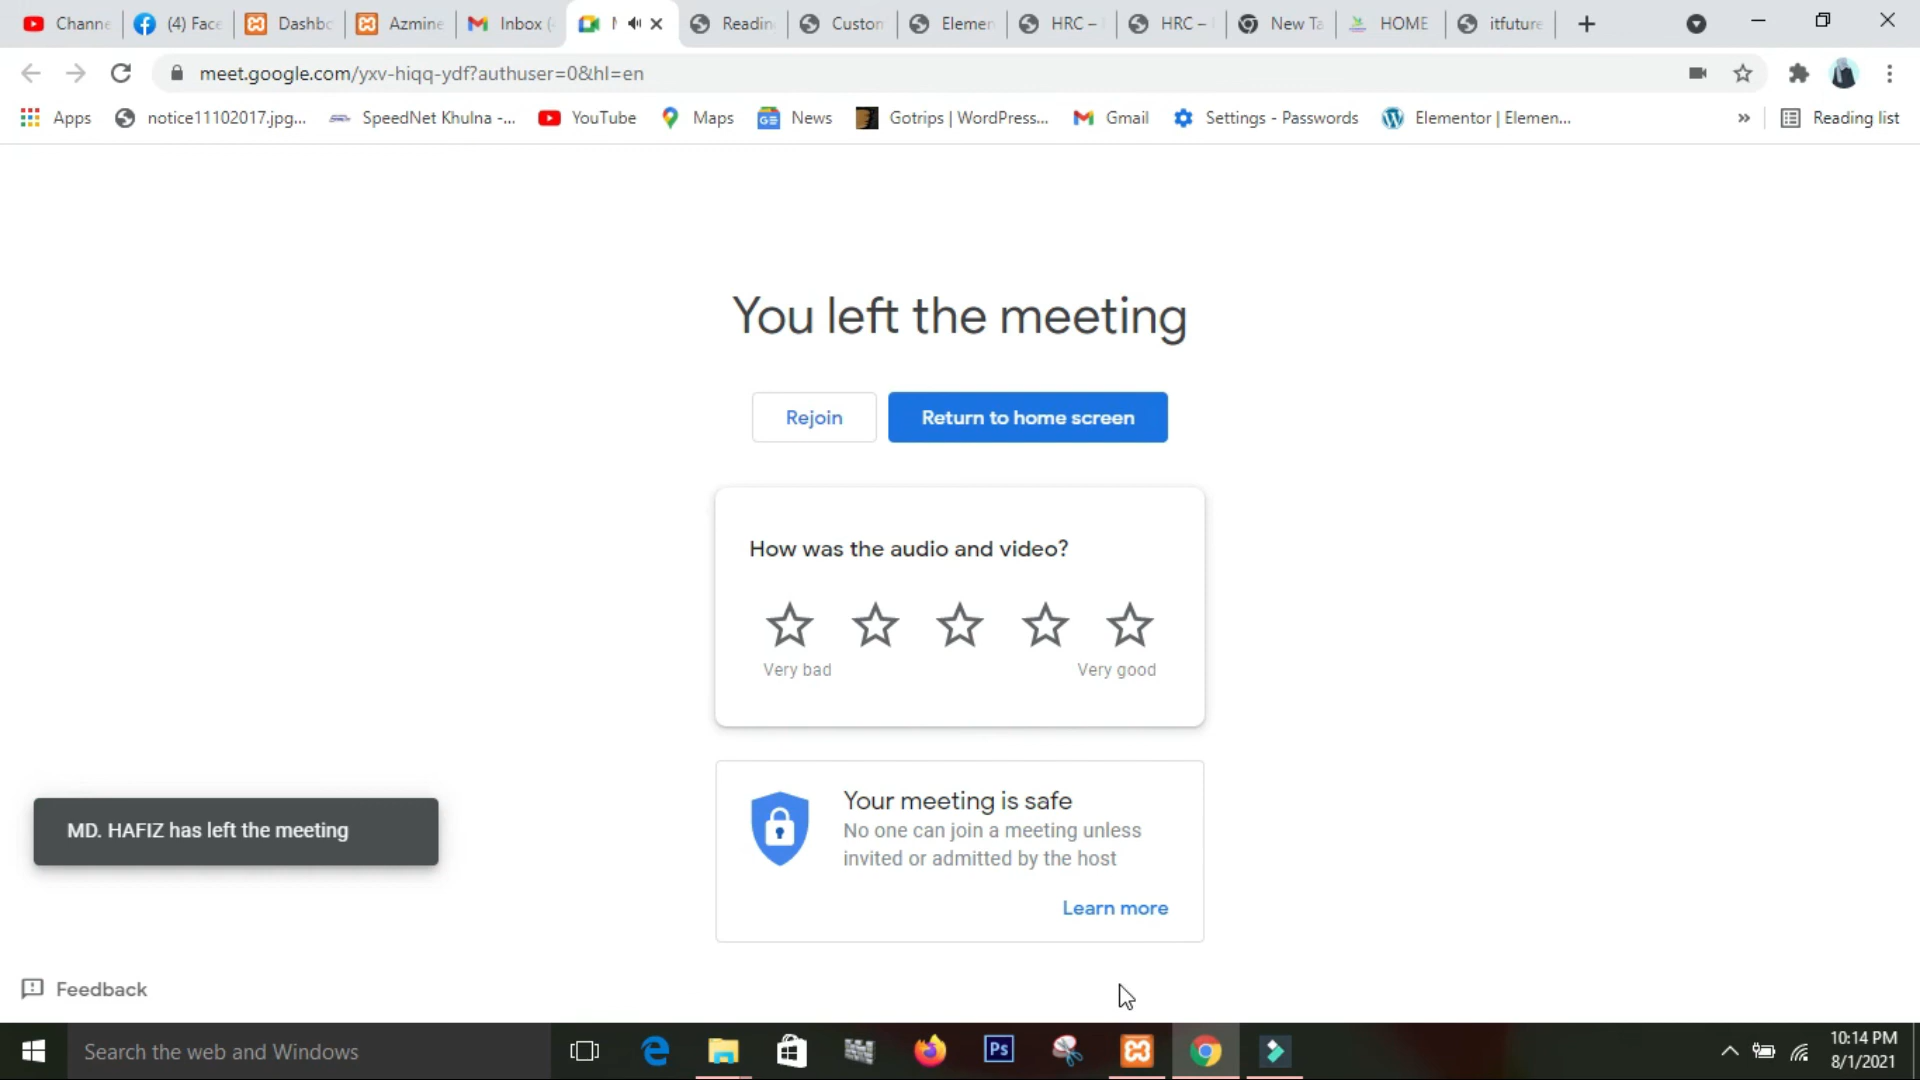 Channe
(4) Face
Dashbo
Azmine
Inbox (
Readin
Custon
Elemen
HRC –
HRC –
New Ta
HOME
itfuture
meet.google.com/yxv-hiqq-ydf?authuser=0&hl=en
Apps
notice11102017.jpg...
SpeedNet Khulna -...
YouTube
Maps
News
Gotrips | WordPress...
Gmail
Settings - Passwords
Elementor | Elemen...
»
Reading list
You left the meeting
Rejoin
Return to home screen
How was the audio and video?
Very bad
Very good
Your meeting is safe
No one can join a meeting unless
invited or admitted by the host
Learn more
MD. HAFIZ has left the meeting
Feedback
Search the web and Windows
Ps
10:14 PM
8/1/2021